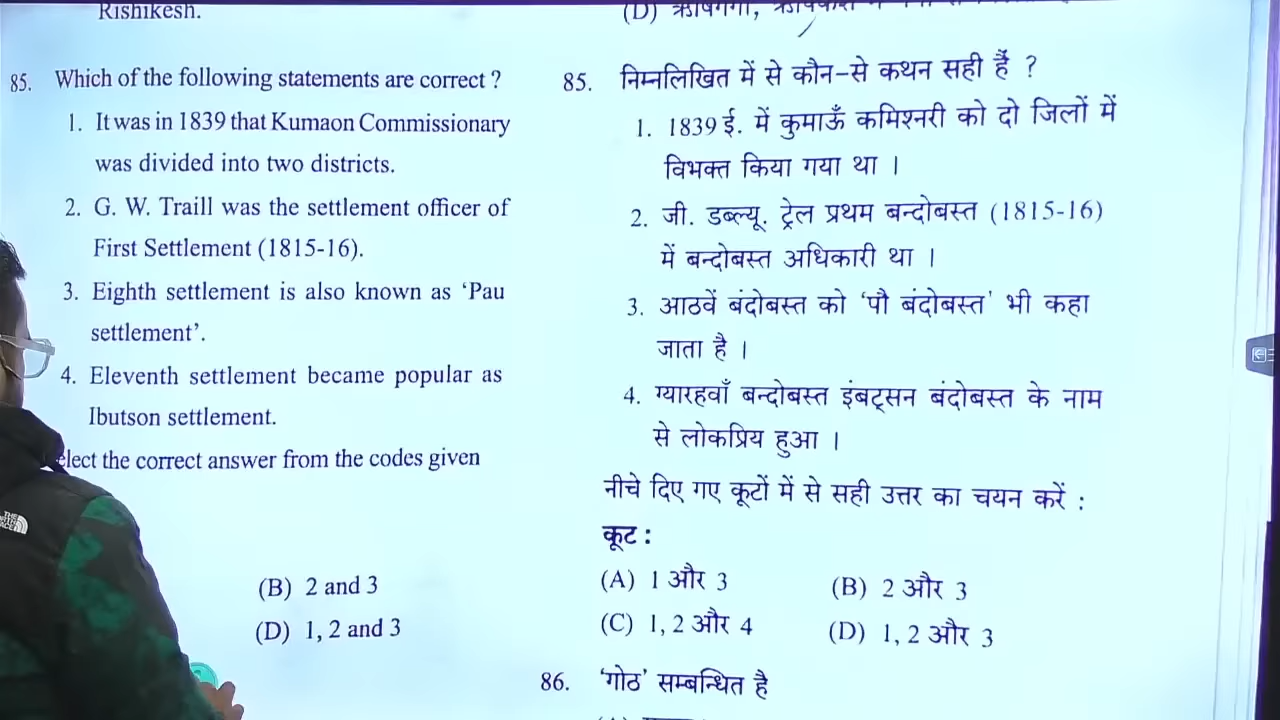 Rishikesh.
85. Which of the following statements are correct ?
1. It was in 1839 that Kumaon Commissionary
was divided into two districts.
2. G. W. Traill was the settlement officer of
First Settlement (1815-16).
3. Eighth settlement is also known as ‘Pau
settlement’.
4. Eleventh settlement became popular as
Ibutson settlement.
elect the correct answer from the codes given
(B) 2 and 3
(D) 1, 2 and 3
(D)
85. निम्नलिखित में से कौन-से कथन सही हैं ?
1. 1839 ई. में कुमाऊँ कमिश्नरी को दो जिलों में
विभक्त किया गया था ।
2. जी. डब्ल्यू. ट्रेल प्रथम बन्दोबस्त (1815-16)
में बन्दोबस्त अधिकारी था ।
3. आठवें बंदोबस्त को ‘पौ बंदोबस्त’ भी कहा
जाता है ।
4. ग्यारहवाँ बन्दोबस्त इंबट्सन बंदोबस्त के नाम
से लोकप्रिय हुआ ।
नीचे दिए गए कूटों में से सही उत्तर का चयन करें :
कूट :
(A) 1 और 3 (B) 2 और 3
(C) 1, 2 और 4 (D) 1, 2 और 3
86. ‘गोठ’ सम्बन्धित है